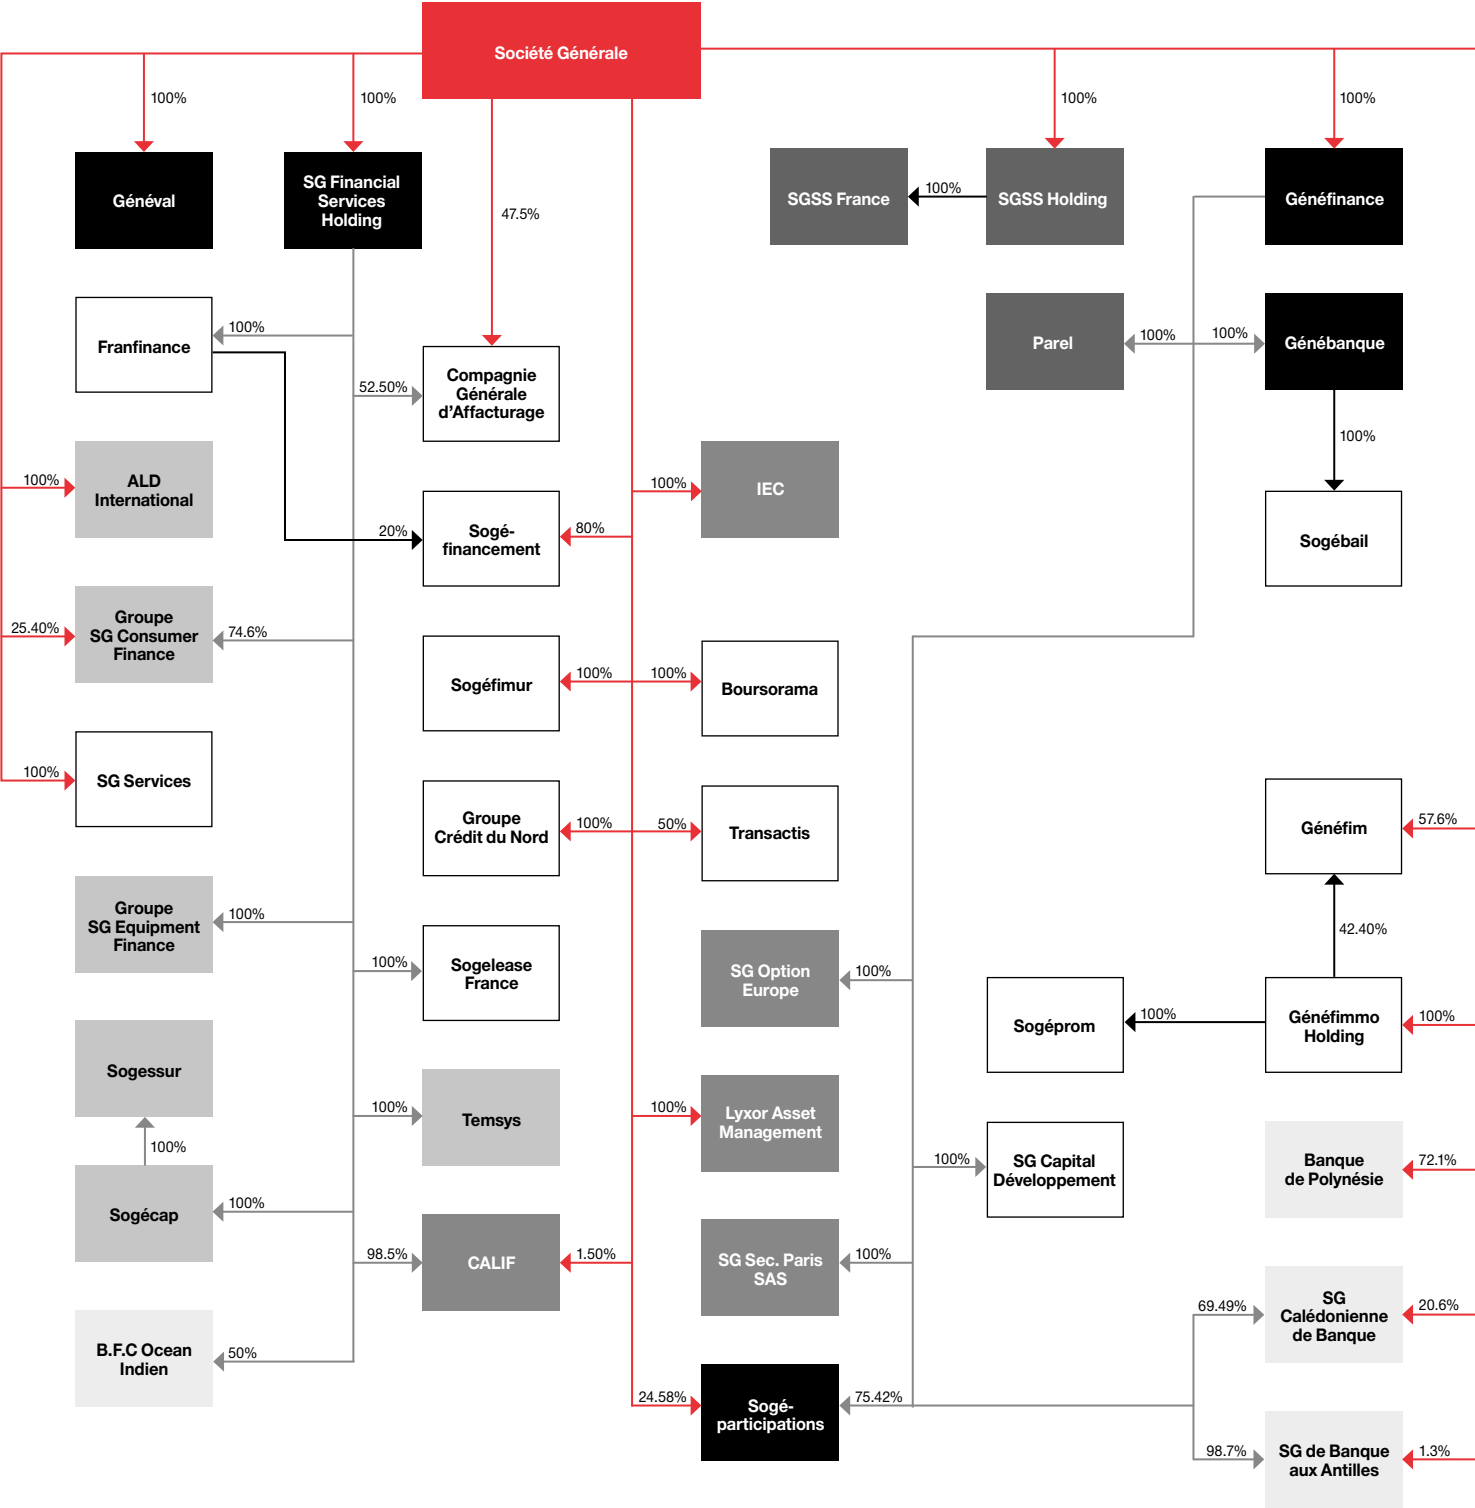 Société Générale
100%
100%
100%
100%
Généval
SG Financial
Services
Holding
47.5%
SGSS France
100%
SGSS Holding
Généfinance
Franfinance
100%
52.50%
Compagnie
Générale
d'Affacturage
Parel
100%
100%
Génébanque
100%
100%
ALD
International
20%
Sogé-
financement
80%
100%
IEC
Sogébail
25.40%
Groupe
SG Consumer
Finance
74.6%
Sogéfimur
100%
100%
Boursorama
100%
SG Services
Groupe
Crédit du Nord
100%
50%
Transactis
Généfim
57.6%
42.40%
Groupe
SG Equipment
Finance
100%
100%
Sogelease
France
SG Option
Europe
100%
Sogéprom
100%
Généfimmo
Holding
100%
Sogessur
100%
100%
Temsys
100%
Lyxor Asset
Management
100%
SG Capital
Développement
Banque
de Polynésie
72.1%
Sogécap
100%
98.5%
CALIF
1.50%
SG Sec. Paris
SAS
100%
69.49%
SG
Calédonienne
de Banque
20.6%
B.F.C Ocean
Indien
50%
24.58%
Sogé-
participations
75.42%
98.7%
SG de Banque
aux Antilles
1.3%